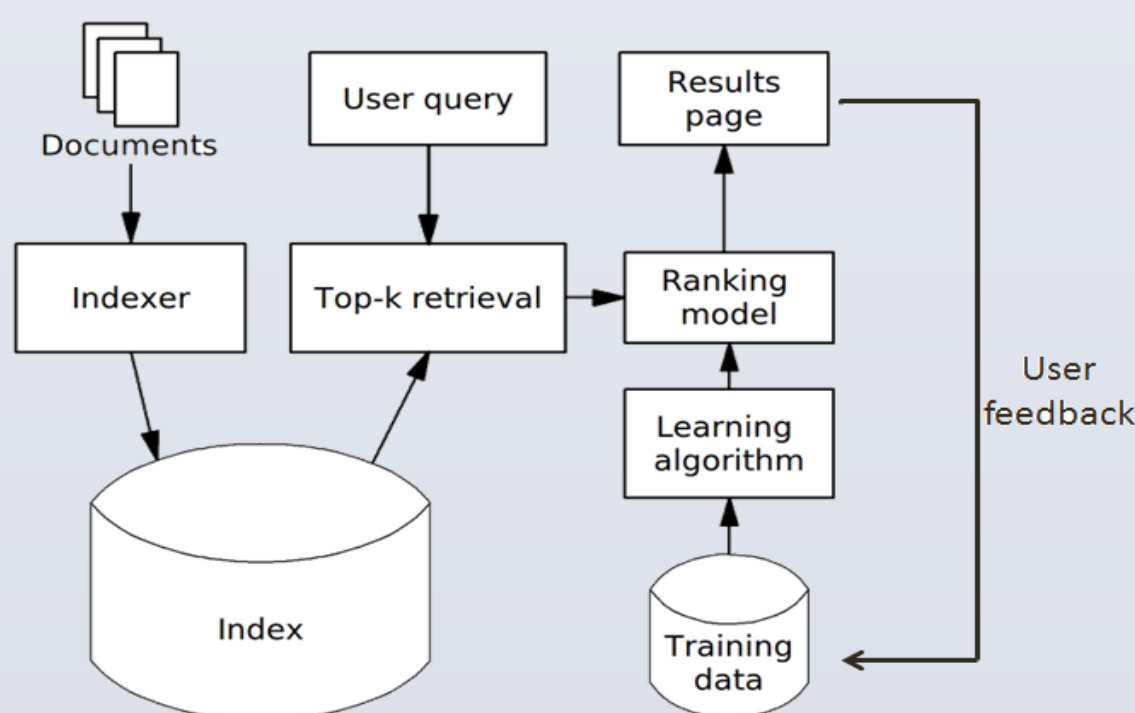 Documents
User query
Results
page
Indexer
Top-k retrieval
Ranking
model
User
feedback
Learning
algorithm
Index
Training
data